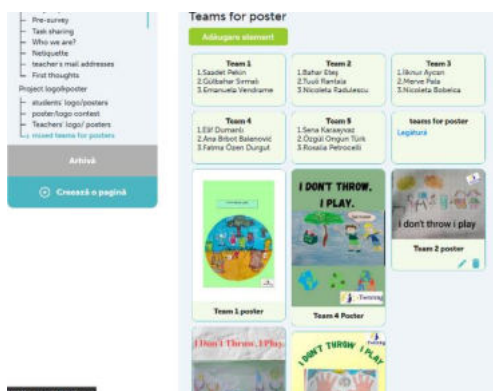 Pre-survey
Task sharing
Who we are?
Netiquette
teacher's mail addresses
First thoughts
Project logo&poster
students' logo/posters
poster/logo contest
Teachers' logo/ posters
mixed teams for posters
Arhivă
Creează o pagină
Teams for poster
Adăugare element
Team 1
1.Saadet Pekin
2.Gülbahar Sırmalı
3.Emanuela Vendrame
Team 2
1.Bahar Eteş
2.Tuuli Rantala
3.Nicoleta Radulescu
Team 3
1.İlknur Aycan
2.Merve Pala
3.Nicoleta Bobeica
Team 4
1.Elif Dumanlı
2.Ana Bibot Balenović
3.Fatma Özen Durgut
Team 5
1.Sena Karaayvaz
2.Özgül Ongun Türk
3.Rosalia Petrocelli
teams for poster
Legătură
Team 1 poster
I DON'T THROW,
I PLAY.
eTwinning
Team 4 Poster
I don't throw i play
Team 2 poster
I Don't Throw, I Play.
I DON'T THROW I PLAY